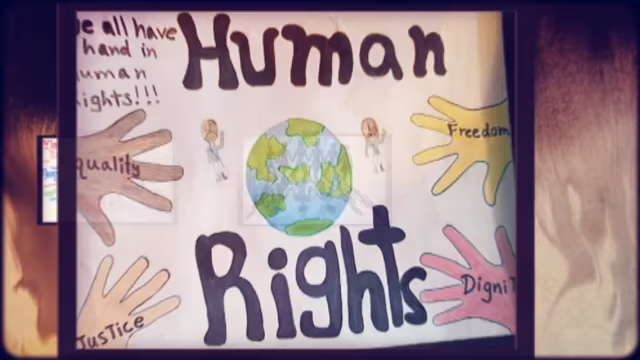 e all have
hand in
uman
ights!!!
Human
Freedom
quality
Rights
Digni
Justice